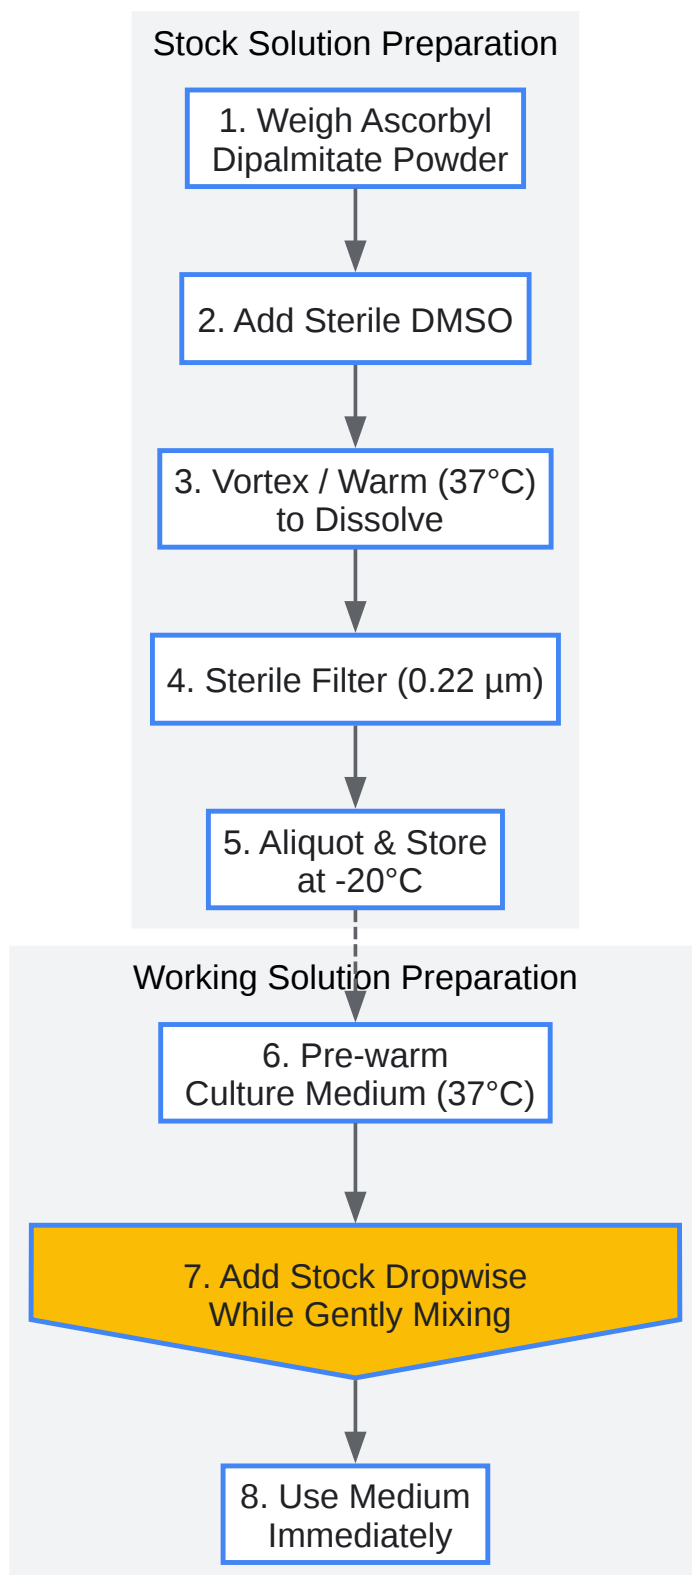 Stock Solution Preparation
1. Weigh Ascorbyl
Dipalmitate Powder
2. Add Sterile DMSO
3. Vortex / Warm (37°C)
to Dissolve
4. Sterile Filter (0.22 µm)
5. Aliquot & Store
at -20°C
Working Solution Preparation
6. Pre-warm
Culture Medium (37°C)
7. Add Stock Dropwise
While Gently Mixing
8. Use Medium
Immediately